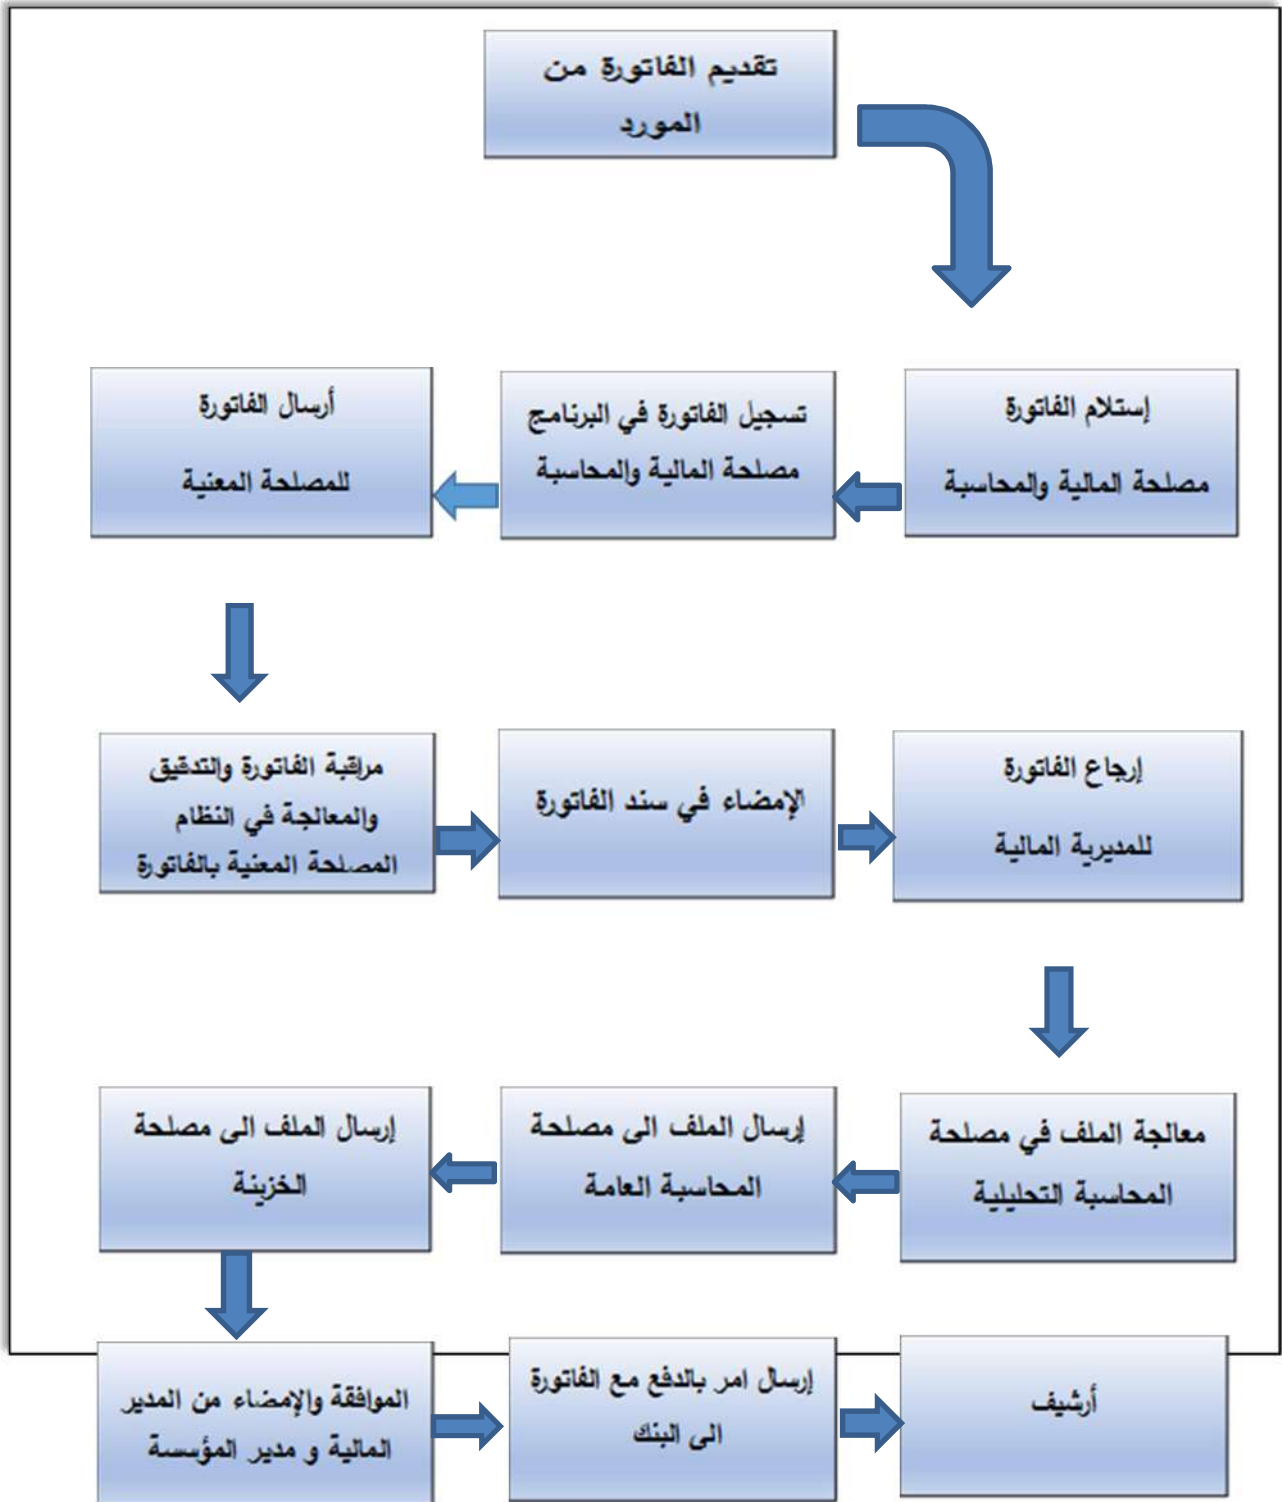 تقديم الفاتورة من
المورد
إستلام الفاتورة
مصلحة المالية والمحاسبة
تسجيل الفاتورة في البرنامج
مصلحة المالية والمحاسبة
أرسال الفاتورة
للمصلحة المعنية
مراقبة الفاتورة والتدقيق
والمعالجة في النظام
المصلحة المعنية بالفاتورة
الإمضاء في سند الفاتورة
إرجاع الفاتورة
للمديرية المالية
معالجة الملف في مصلحة
المحاسبة التحليلية
إرسال الملف الى مصلحة
المحاسبة العامة
إرسال الملف الى مصلحة
الخزينة
الموافقة والإمضاء من المدير
المالية و مدير المؤسسة
إرسال امر بالدفع مع الفاتورة
الى البنك
أرشيف